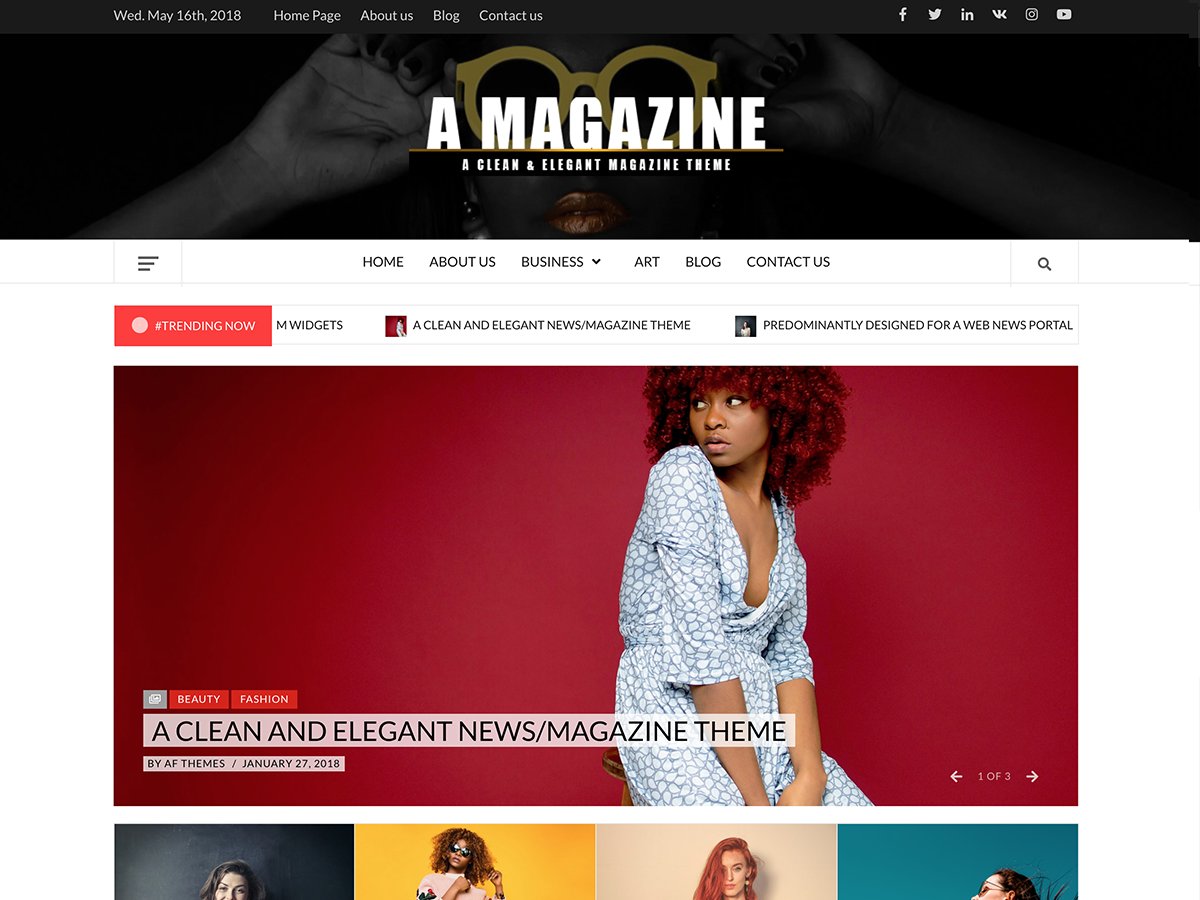 Wed. May 16th, 2018 Home Page About us Blog Contact us
A MAGAZINE
A CLEAN & ELEGANT MAGAZINE THEME
HOME ABOUT US BUSINESS ART BLOG CONTACT US
#TRENDING NOW M WIDGETS A CLEAN AND ELEGANT NEWS/MAGAZINE THEME PREDOMINANTLY DESIGNED FOR A WEB NEWS PORTAL
BEAUTY FASHION
A CLEAN AND ELEGANT NEWS/MAGAZINE THEME
BY AF THEMES / JANUARY 27, 2018
1 OF 3